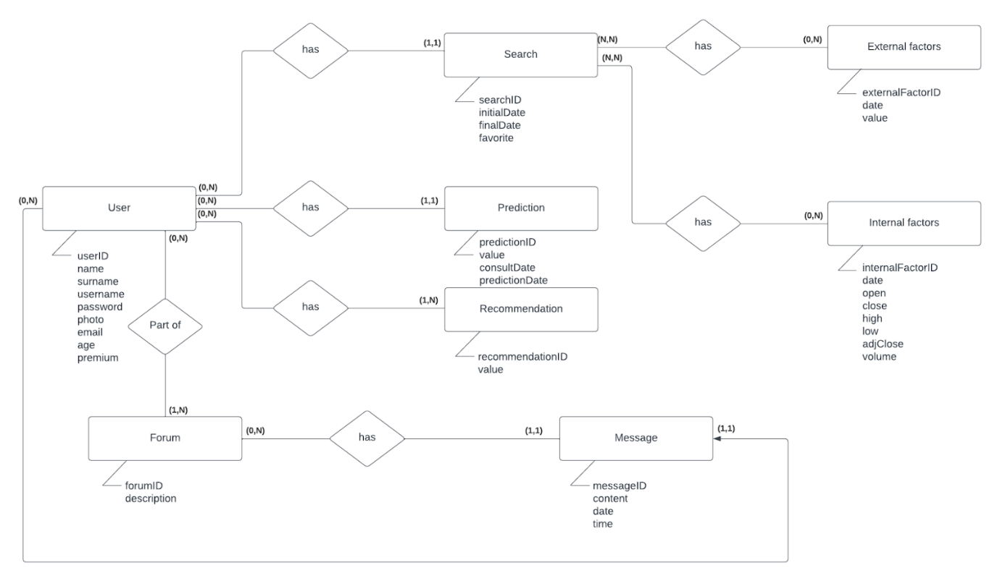 has
(1,1)
Search
(N,N)
(N,N)
has
(0,N)
External factors
searchID
initialDate
finalDate
favorite
externalFactorID
date
value
(0,N)
User
(0,N)
(0,N)
(0,N)
(0,N)
has
(1,1)
Prediction
has
(0,N)
Internal factors
userID
name
surname
username
password
photo
email
age
premium
predictionID
value
consultDate
predictionDate
has
(1,N)
Recommendation
recommendationID
value
internalFactorID
date
open
close
high
low
adjClose
volume
Part of
(1,N)
Forum
(0,N)
has
(1,1)
Message
(1,1)
forumID
description
messageID
content
date
time